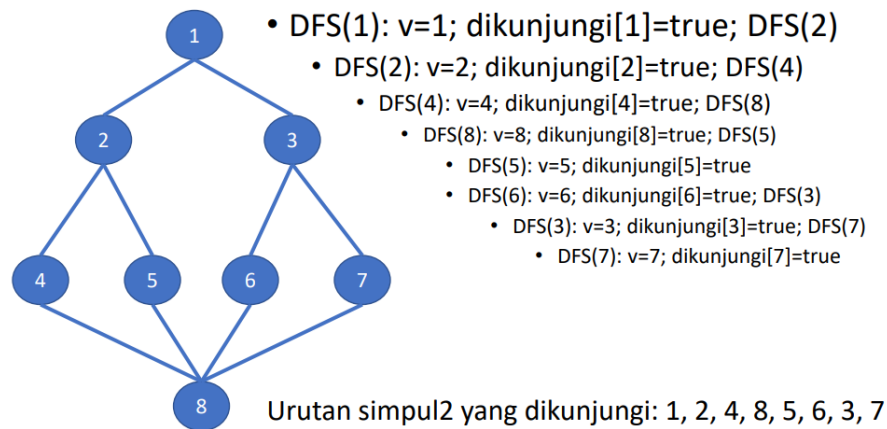 1
• DFS(1): v=1; dikunjungi[1]=true; DFS(2)
• DFS(2): v=2; dikunjungi[2]=true; DFS(4)
• DFS(4): v=4; dikunjungi[4]=true; DFS(8)
2 3
• DFS(8): v=8; dikunjungi[8]=true; DFS(5)
• DFS(5): v=5; dikunjungi[5]=true
• DFS(6): v=6; dikunjungi[6]=true; DFS(3)
• DFS(3): v=3; dikunjungi[3]=true; DFS(7)
• DFS(7): v=7; dikunjungi[7]=true
4 5 6 7
8
Urutan simpul2 yang dikunjungi: 1, 2, 4, 8, 5, 6, 3, 7